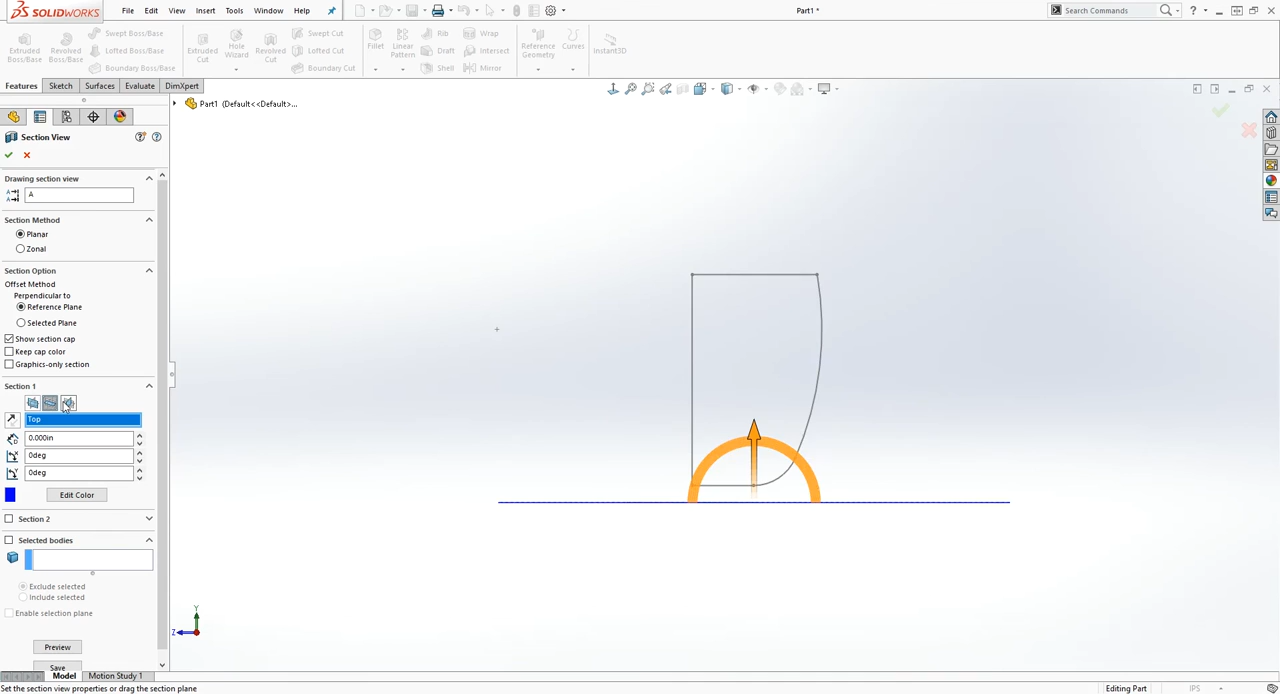 SOLIDWORKS
File Edit View Insert Tools Window Help
Part1 *
Search Commands
Extruded Boss/Base
Revolved Boss/Base
Swept Boss/Base
Lofted Boss/Base
Boundary Boss/Base
Extruded Cut
Hole Wizard
Revolved Cut
Swept Cut
Lofted Cut
Boundary Cut
Fillet
Linear Pattern
Rib
Draft
Shell
Wrap
Intersect
Mirror
Reference Geometry
Curves
Instant3D
Features Sketch Surfaces Evaluate DimXpert
Part1 (Default<<Default>...
Section View
Drawing section view
A
Section Method
Planar
Zonal
Section Option
Offset Method
Perpendicular to
Reference Plane
Selected Plane
Show section cap
Keep cap color
Graphics-only section
Section 1
Top
0.000in
0deg
0deg
Edit Color
Section 2
Selected bodies
Exclude selected
Include selected
Enable selection plane
Preview
Save
Y
Z
Model Motion Study 1
Set the section view properties or drag the section plane
Editing Part
IPS